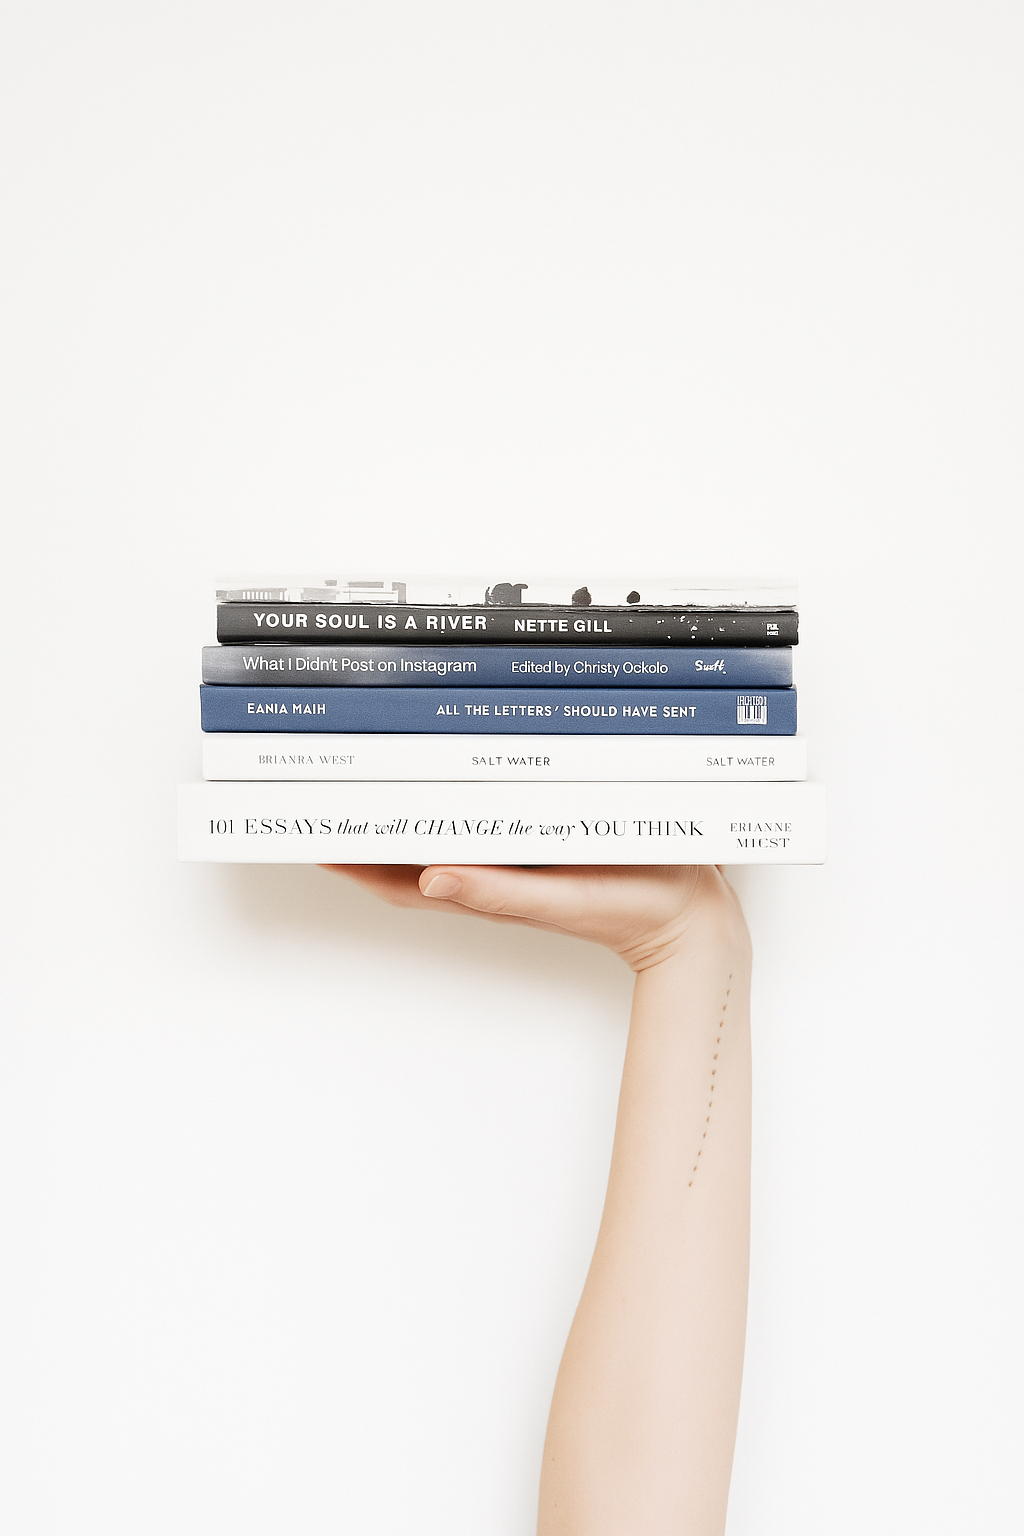 YOUR SOUL IS A RIVER NETTE GILL
What I Didn't Post on Instagram Edited by Christy Ockolo
EANIA MAIH ALL THE LETTERS' SHOULD HAVE SENT
BRIANRA WEST SALT WATER SALT WATER
101 ESSAYS that will CHANGE the way YOU THINK ERIANNE
MICST